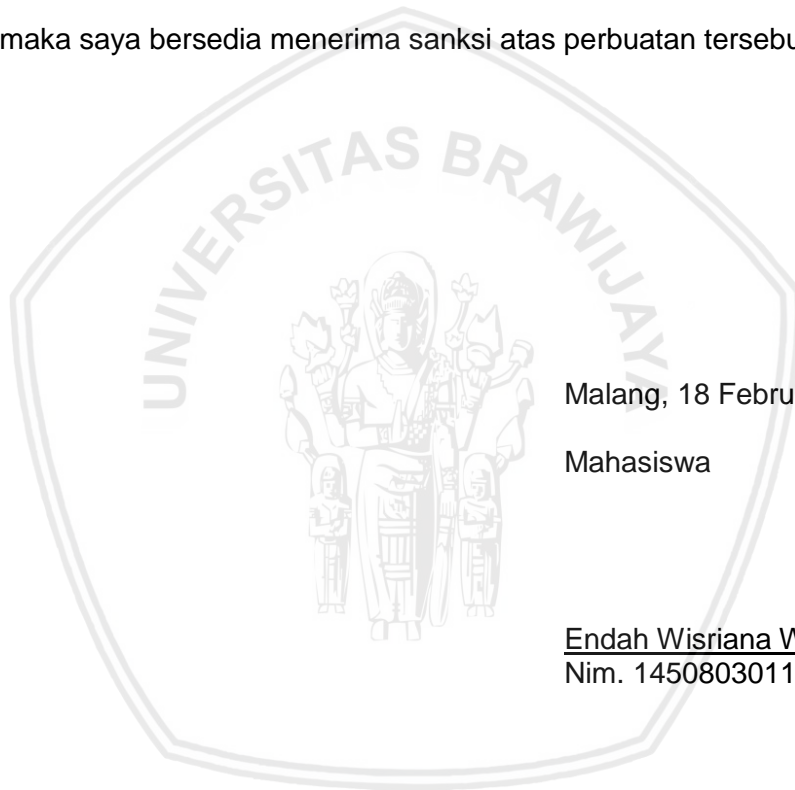 maka saya bersedia menerima sanksi atas perbuatan tersebu
UNIVERSITAS BRAWIJAYA
Malang, 18 Febru
Mahasiswa
Endah Wisriana W
Nim. 1450803011